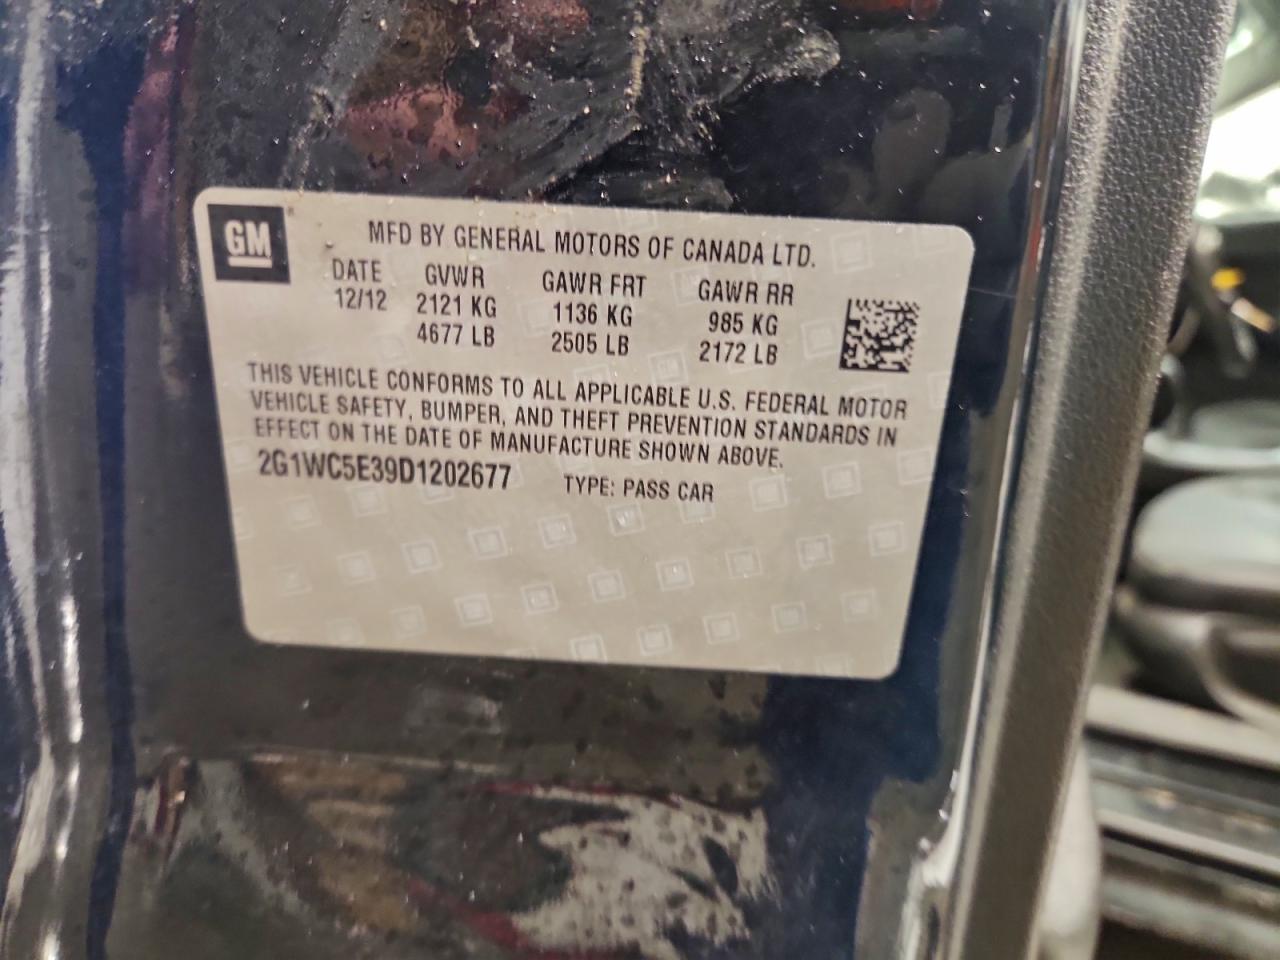 GM
MFD BY GENERAL MOTORS OF CANADA LTD.
DATE GVWR GAWR FRT GAWR RR
12/12 2121 KG 1136 KG 985 KG
4677 LB 2505 LB 2172 LB
THIS VEHICLE CONFORMS TO ALL APPLICABLE U.S. FEDERAL MOTOR
VEHICLE SAFETY, BUMPER, AND THEFT PREVENTION STANDARDS IN
EFFECT ON THE DATE OF MANUFACTURE SHOWN ABOVE.
2G1WC5E39D1202677 TYPE: PASS CAR